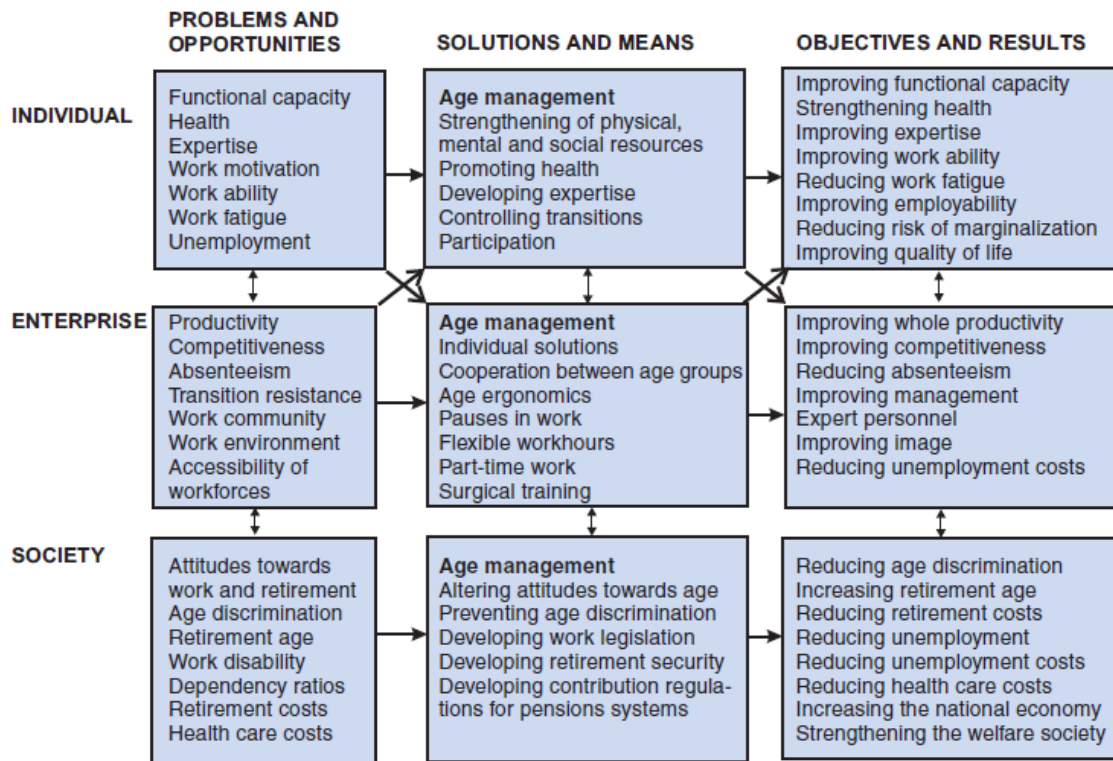 PROBLEMS AND
OPPORTUNITIES
SOLUTIONS AND MEANS
OBJECTIVES AND RESULTS
INDIVIDUAL
Functional capacity
Health
Expertise
Work motivation
Work ability
Work fatigue
Unemployment
Age management
Strengthening of physical,
mental and social resources
Promoting health
Developing expertise
Controlling transitions
Participation
Improving functional capacity
Strengthening health
Improving expertise
Improving work ability
Reducing work fatigue
Improving employability
Reducing risk of marginalization
Improving quality of life
ENTERPRISE
Productivity
Competitiveness
Absenteeism
Transition resistance
Work community
Work environment
Accessibility of
workforces
Age management
Individual solutions
Cooperation between age groups
Age ergonomics
Pauses in work
Flexible workhours
Part-time work
Surgical training
Improving whole productivity
Improving competitiveness
Reducing absenteeism
Improving management
Expert personnel
Improving image
Reducing unemployment costs
SOCIETY
Attitudes towards
work and retirement
Age discrimination
Retirement age
Work disability
Dependency ratios
Retirement costs
Health care costs
Age management
Altering attitudes towards age
Preventing age discrimination
Developing work legislation
Developing retirement security
Developing contribution regula-
tions for pensions systems
Reducing age discrimination
Increasing retirement age
Reducing retirement costs
Reducing unemployment
Reducing unemployment costs
Reducing health care costs
Increasing the national economy
Strengthening the welfare society